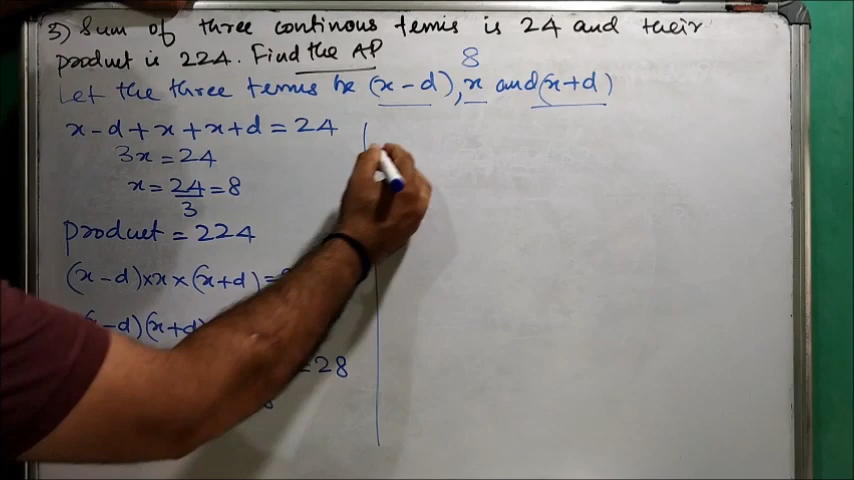 3) Sum of three continous terms is 24 and their
product is 224. Find the AP
8
Let the three terms be (x-d), x and (x+d)
x-d+x+x+d=24
3x=24
x=24/3=8
product=224
(x-d)×x×(x+d)=
-d)(x+d)
=28